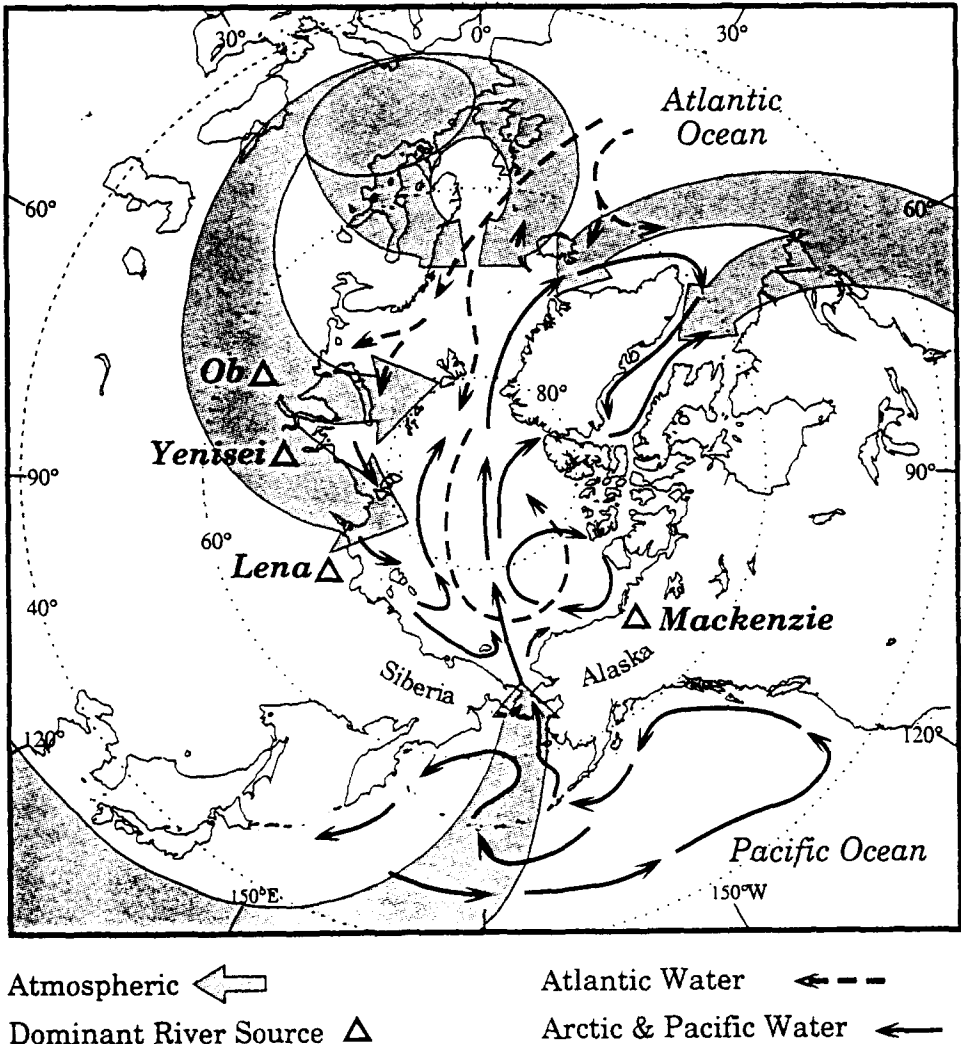 30°
0°
30°
Atlantic
Ocean
60°
60°
Ob
80°
Yenisei
90°
90°
60°
Lena
40°
Mackenzie
Siberia
Alaska
120°
120°
Pacific Ocean
150°E
150°W
Atmospheric
Atlantic Water
Dominant River Source
Arctic & Pacific Water